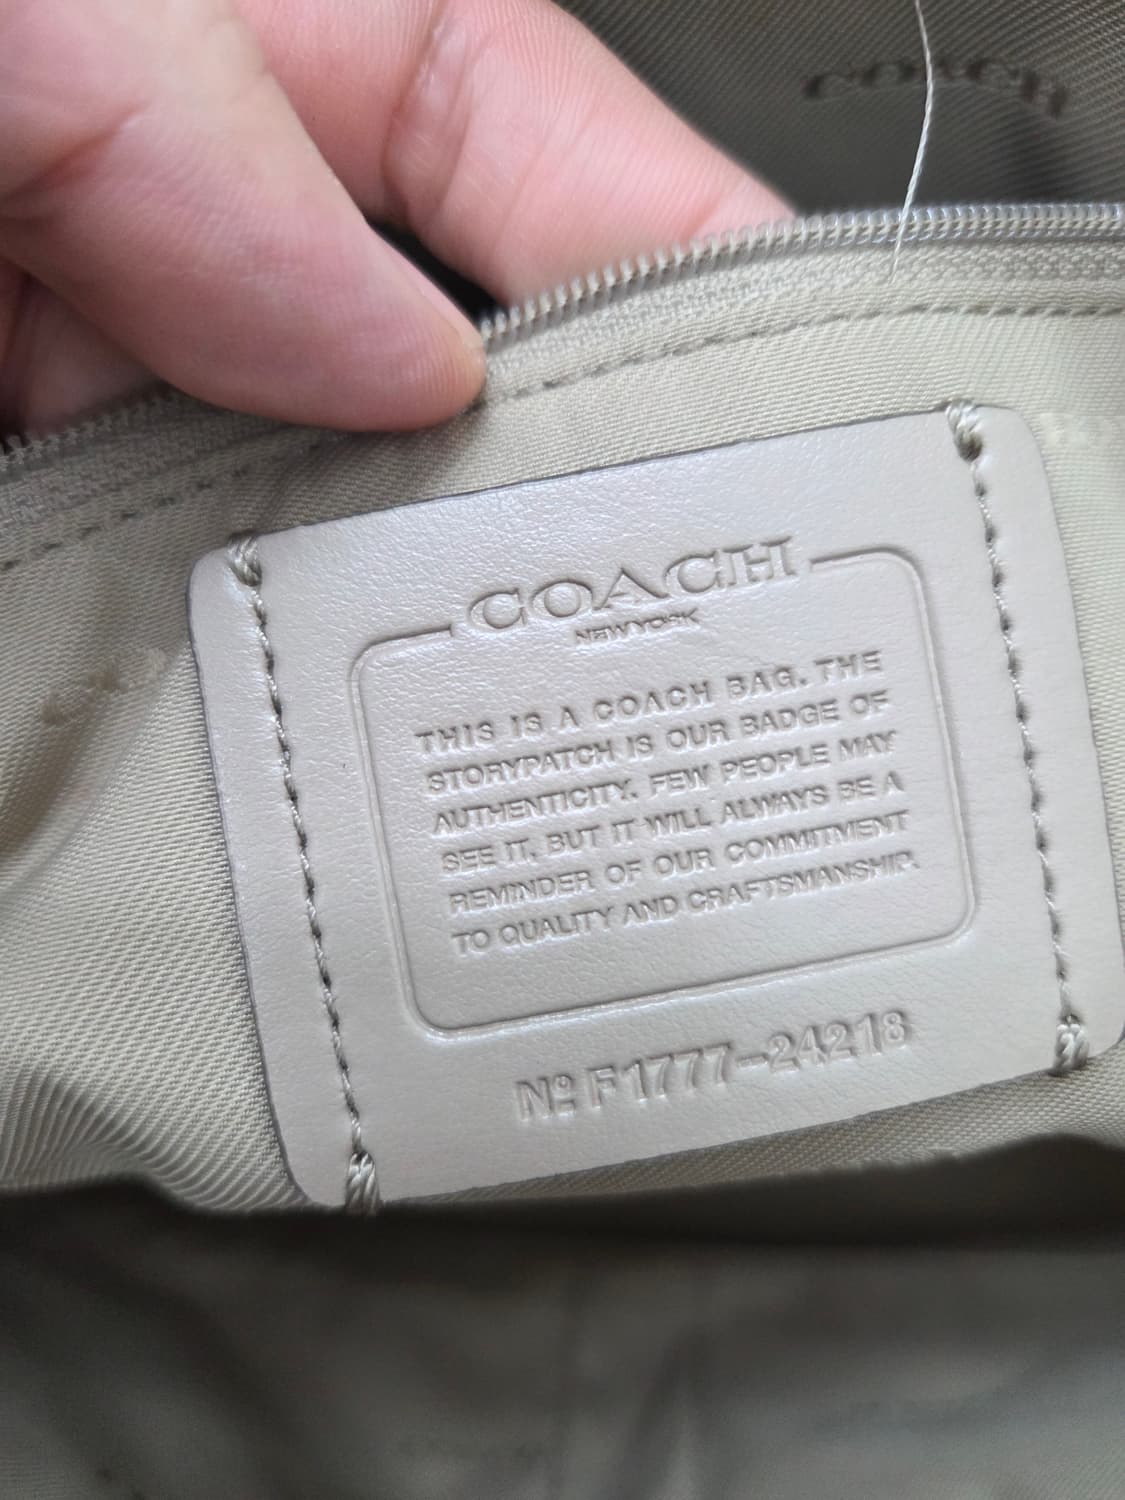 COACH
COACH
NEW YORK
THIS IS A COACH BAG. THE
STORYPATCH IS OUR BADGE OF
AUTHENTICITY. FEW PEOPLE MAY
SEE IT, BUT IT WILL ALWAYS BE A
REMINDER OF OUR COMMITMENT
TO QUALITY AND CRAFTSMANSHIP.
Nº F1777-24218